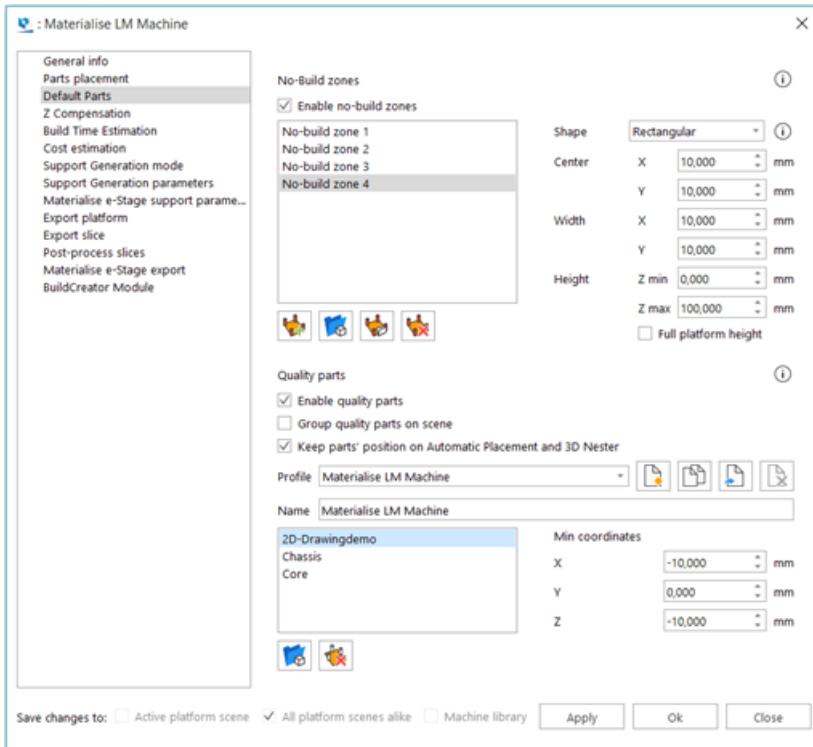 : Materialise LM Machine
General info
Parts placement
Default Parts
Z Compensation
Build Time Estimation
Cost estimation
Support Generation mode
Support Generation parameters
Materialise e-Stage support parame...
Export platform
Export slice
Post-process slices
Materialise e-Stage export
BuildCreator Module
No-Build zones
Enable no-build zones
No-build zone 1
No-build zone 2
No-build zone 3
No-build zone 4
Shape Rectangular
Center X 10,000 mm
Y 10,000 mm
Width X 10,000 mm
Y 10,000 mm
Height Z min 0,000 mm
Z max 100,000 mm
Full platform height
Quality parts
Enable quality parts
Group quality parts on scene
Keep parts' position on Automatic Placement and 3D Nester
Profile Materialise LM Machine
Name Materialise LM Machine
2D-Drawingdemo
Chassis
Core
Min coordinates
X -10,000 mm
Y 0,000 mm
Z -10,000 mm
Save changes to: Active platform scene All platform scenes alike Machine library Apply Ok Close